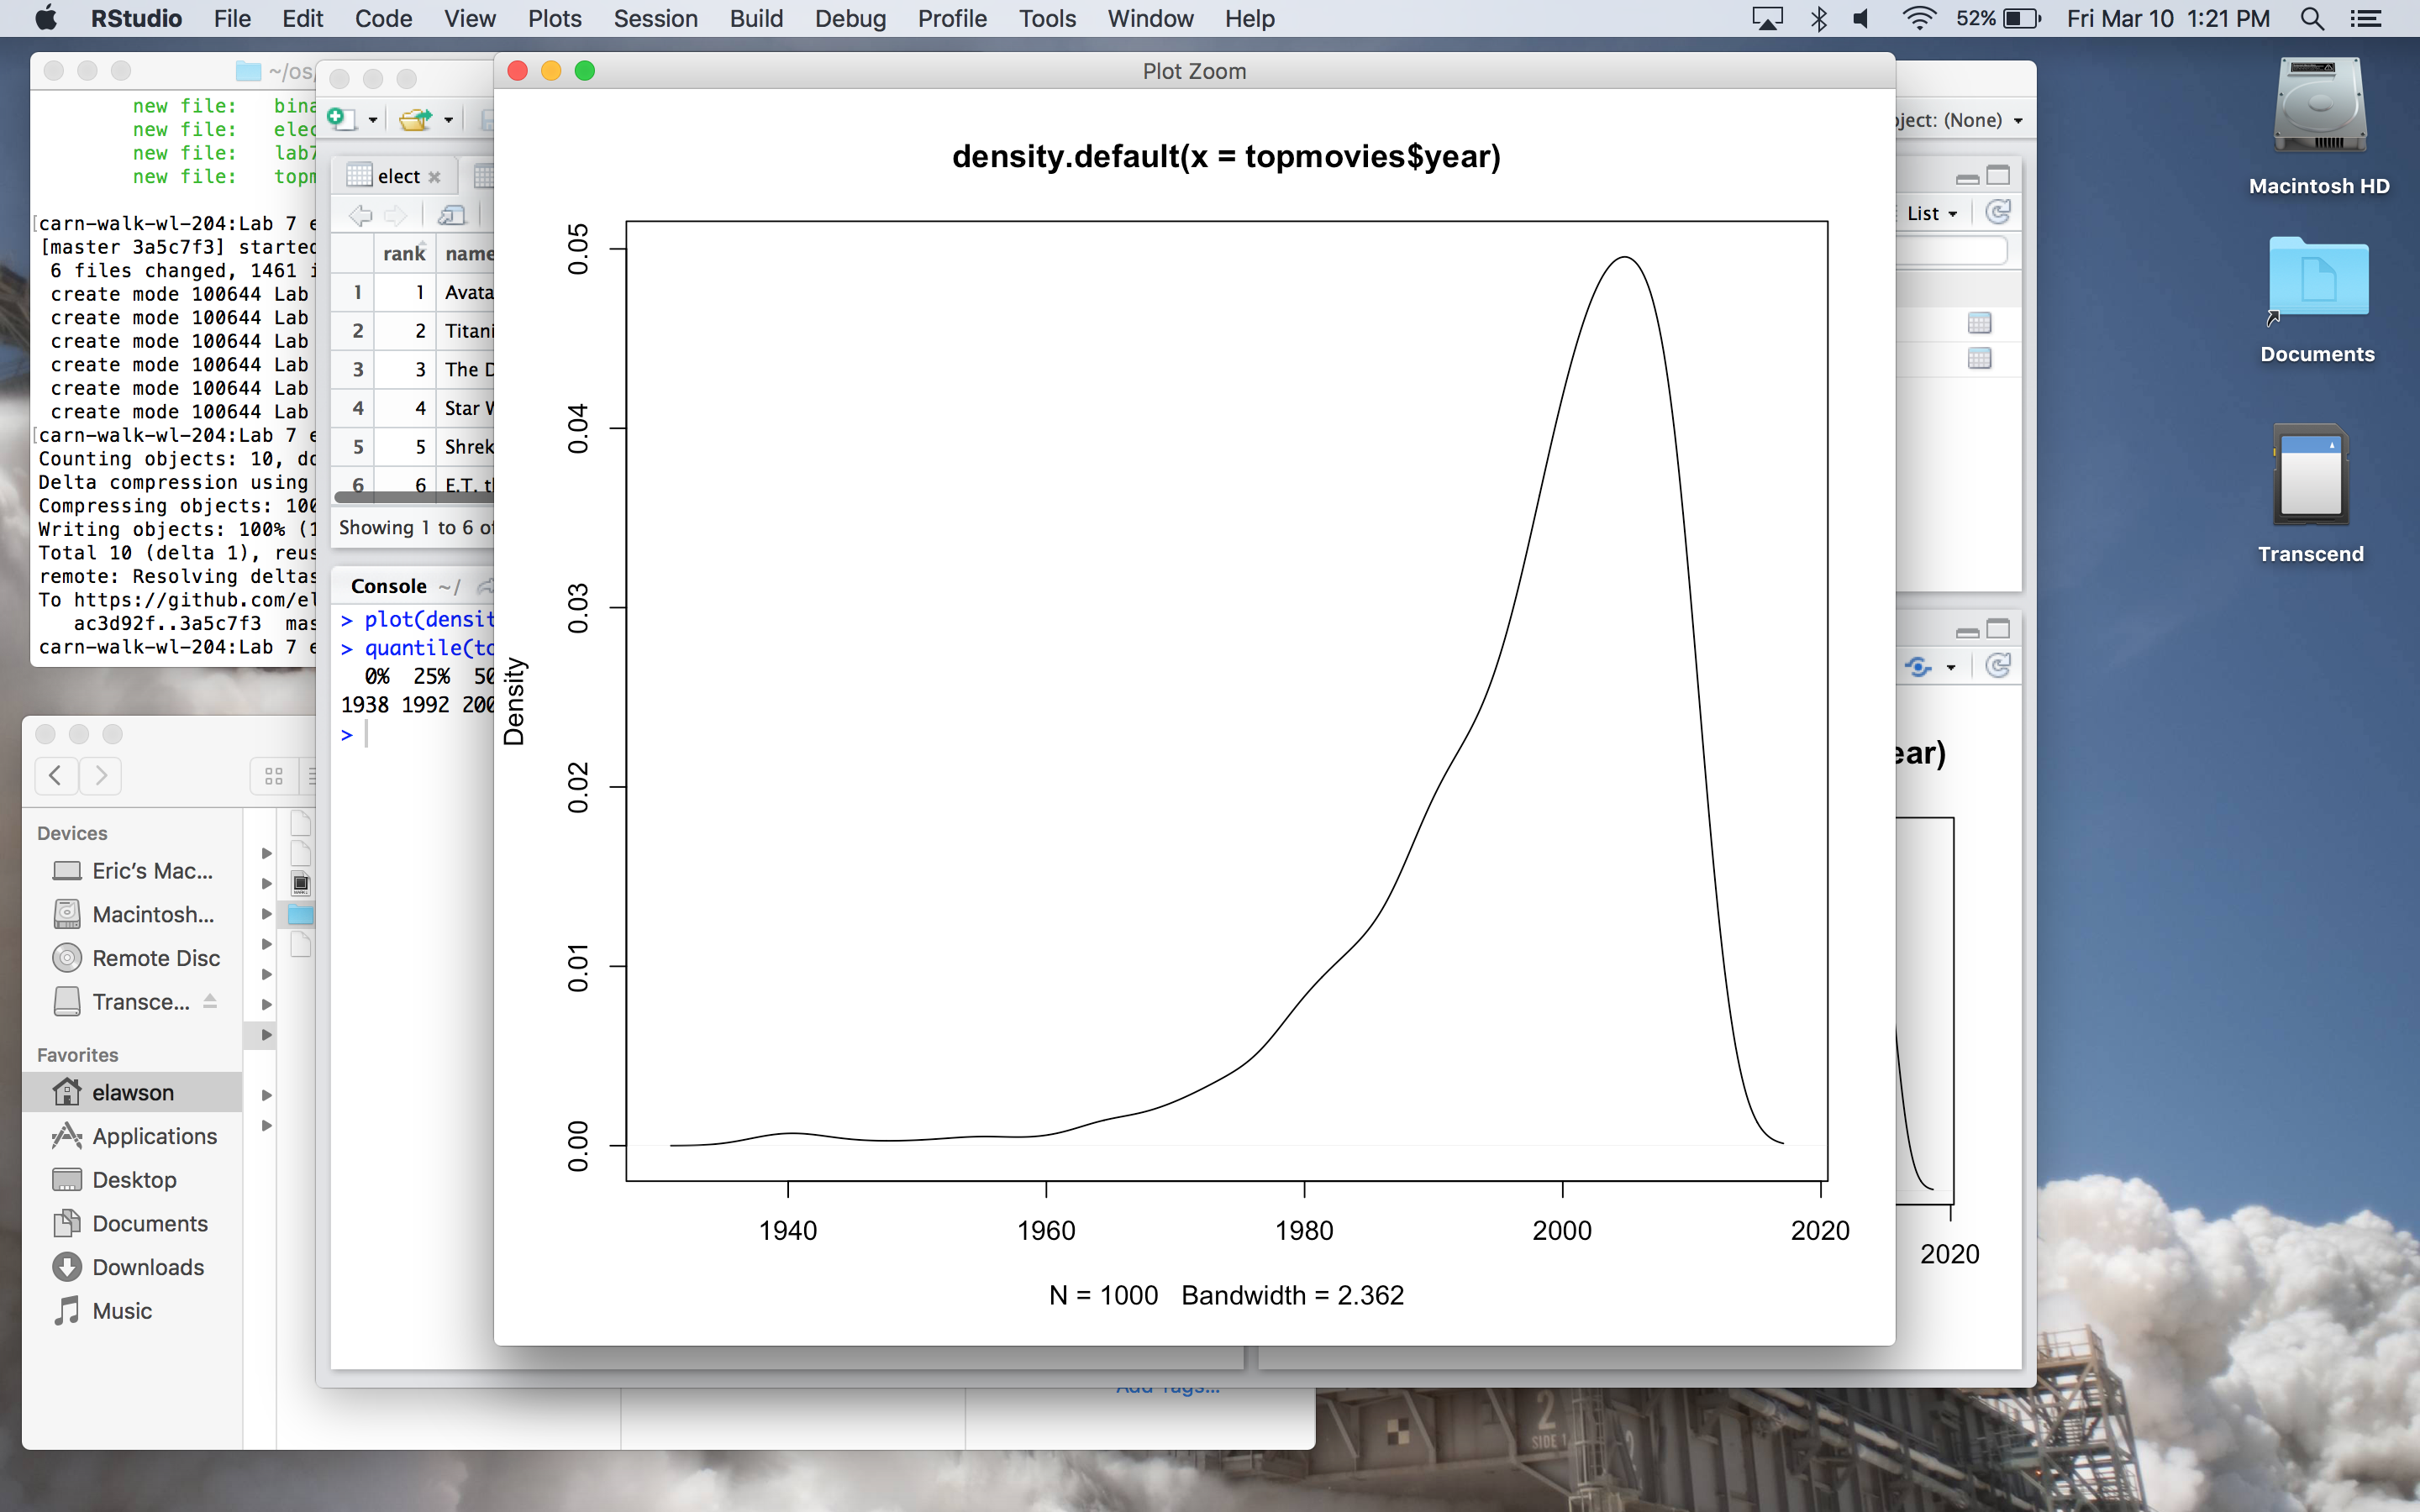 RStudio File Edit Code View Plots Session Build Debug Profile Tools Window Help 52% Fri Mar 10 1:21 PM
~/os/
new file: bina
new file: elec
new file: lab7
new file: topm
carn-walk-wl-204:Lab 7 e
[master 3a5c7f3] started
6 files changed, 1461 i
create mode 100644 Lab
create mode 100644 Lab
create mode 100644 Lab
create mode 100644 Lab
create mode 100644 Lab
create mode 100644 Lab
carn-walk-wl-204:Lab 7 e
Counting objects: 10, do
Delta compression using
Compressing objects: 100
Writing objects: 100% (1
Total 10 (delta 1), reus
remote: Resolving deltas
To https://github.com/el
ac3d92f..3a5c7f3 mas
carn-walk-wl-204:Lab 7 e
elect
rank name
1 1 Avata
2 2 Titani
3 3 The D
4 4 Star W
5 5 Shrek
6 6 E.T. t
Showing 1 to 6 of
Console ~/
> plot(densit
> quantile(to
0% 25% 50
1938 1992 200
>
Plot Zoom
density.default(x = topmovies$year)
Density
0.05
0.04
0.03
0.02
0.01
0.00
1940 1960 1980 2000 2020
N = 1000 Bandwidth = 2.362
ject: (None)
List
ear)
2020
Devices
Eric's Mac...
Macintosh...
Remote Disc
Transce...
Favorites
elawson
Applications
Desktop
Documents
Downloads
Music
Add Tags...
Macintosh HD
Documents
Transcend
2
SIDE 1